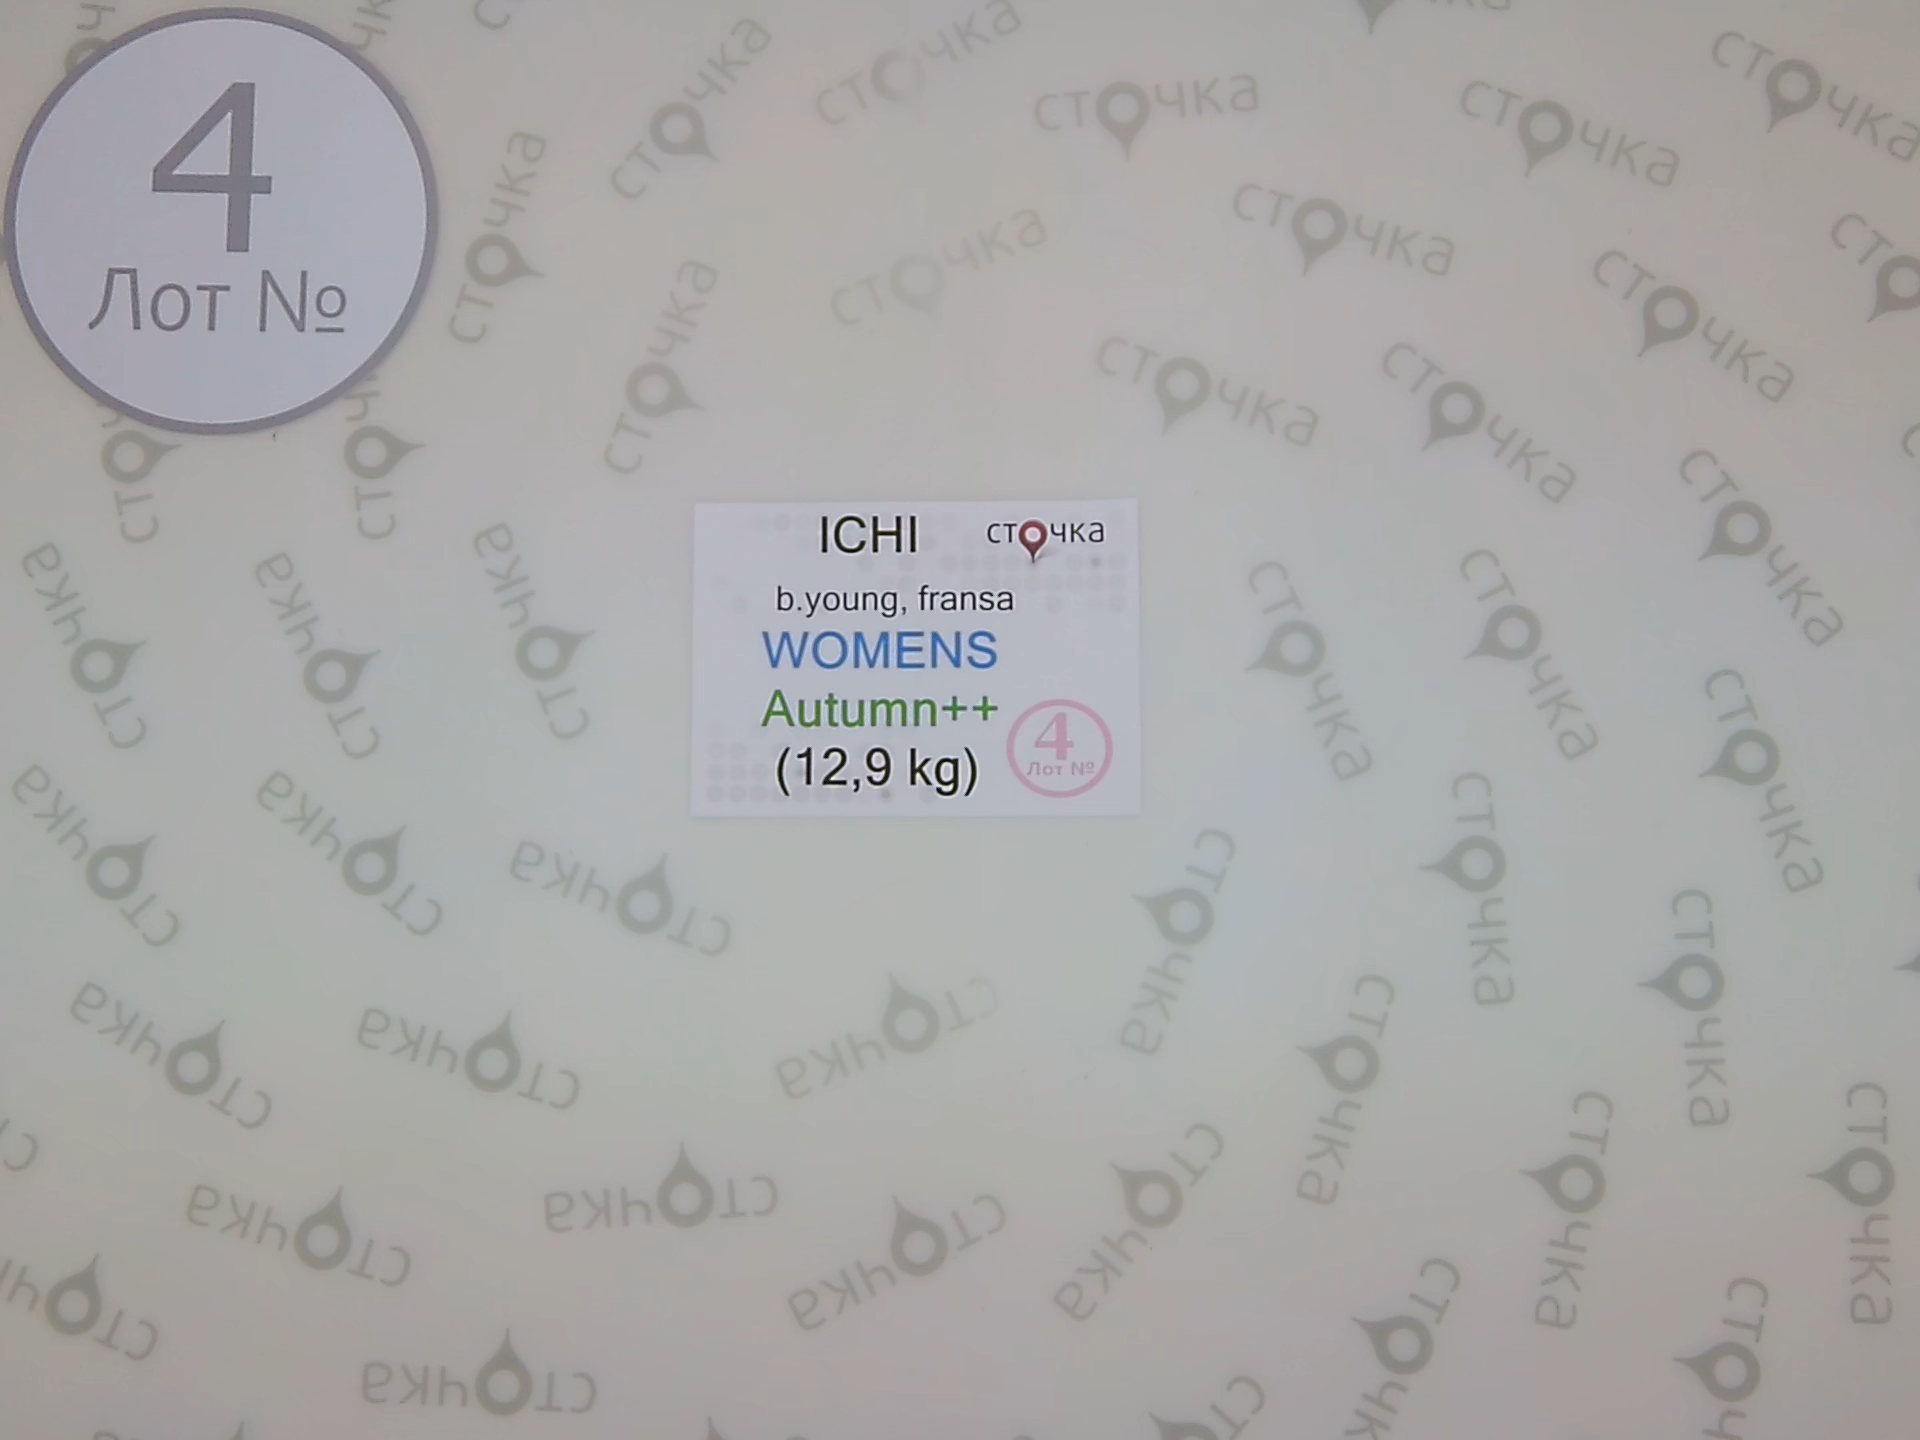 4
Лот №
ICHI
сточка
b.young, fransa
WOMENS
Autumn++
(12,9 kg)
4
Лот №